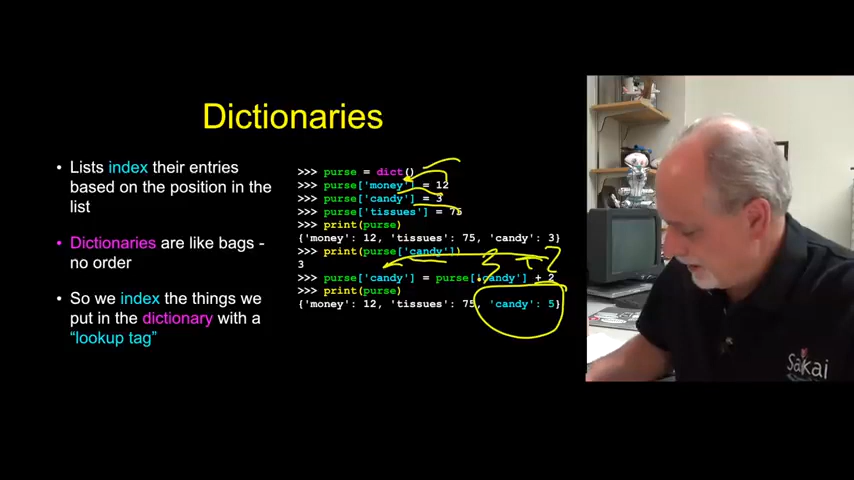 Dictionaries
• Lists index their entries
based on the position in the
list
• Dictionaries are like bags -
no order
• So we index the things we
put in the dictionary with a
“lookup tag”
>>> purse = dict()
>>> purse['money'] = 12
>>> purse['candy'] = 3
>>> purse['tissues'] = 75
>>> print(purse)
{'money': 12, 'tissues': 75, 'candy': 3}
>>> print(purse['candy'])
3
3 + 2
>>> purse['candy'] = purse['candy'] + 2
>>> print(purse)
{'money': 12, 'tissues': 75, 'candy': 5}
Sakai